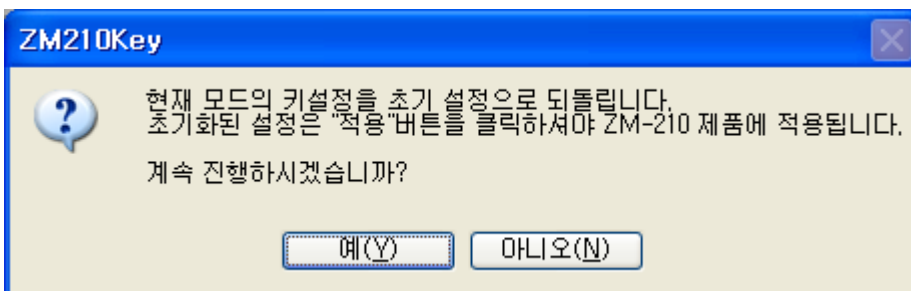 ZM210Key
현재 모드의 키설정을 초기 설정으로 되돌립니다.
초기화된 설정은 "적용"버튼을 클릭하셔야 ZM-210 제품에 적용됩니다.
계속 진행하시겠습니까?
예(Y) 아니오(N)